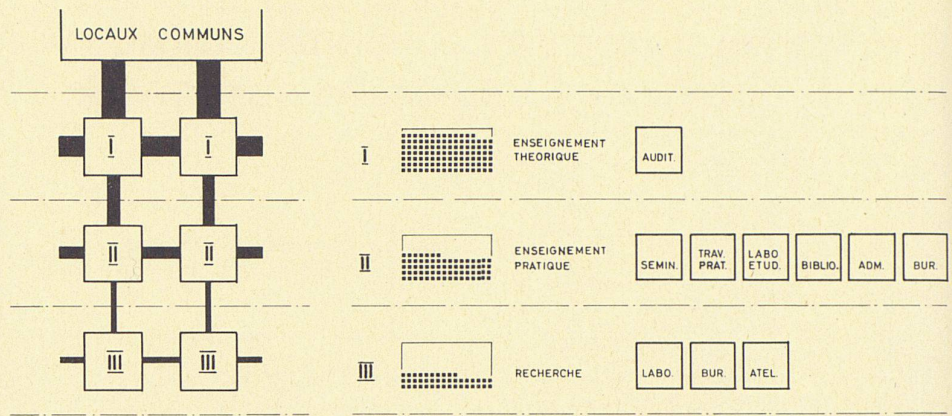 LOCAUX COMMUNS
I I
I
ENSEIGNEMENT
THEORIQUE
AUDIT.
II II
II
ENSEIGNEMENT
PRATIQUE
SEMIN.
TRAV.
PRAT.
LABO
ETUD.
BIBLIO.
ADM.
BUR.
III III
III
RECHERCHE
LABO.
BUR.
ATEL.